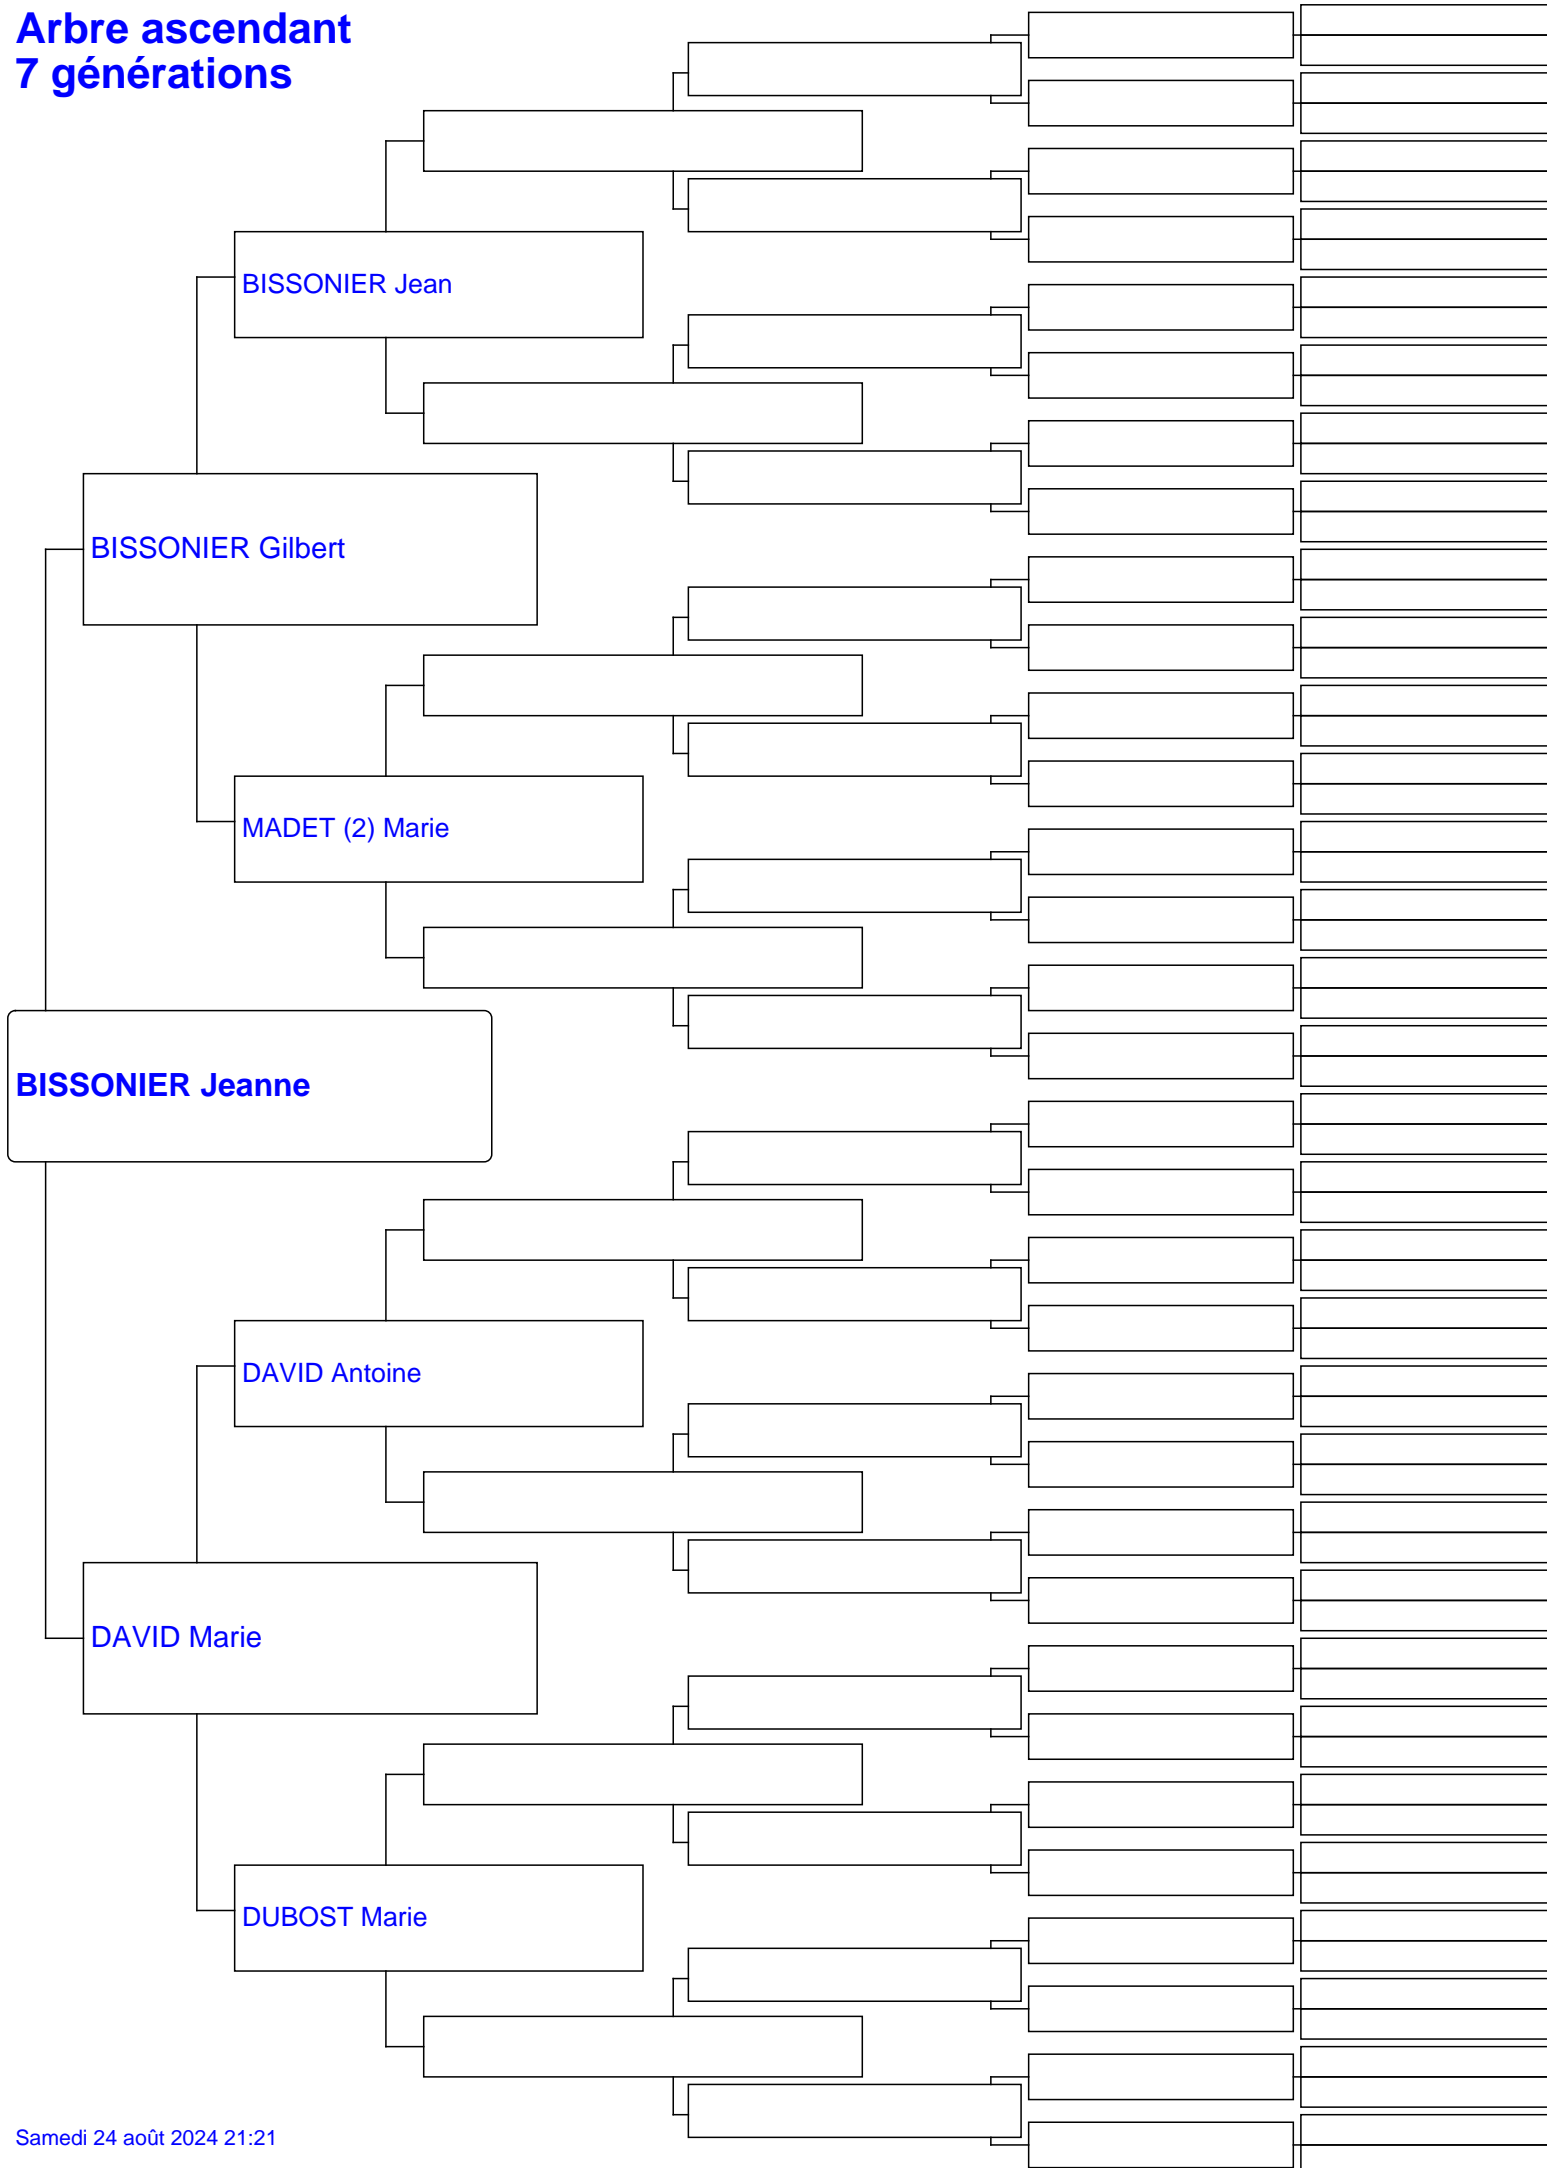 Arbre ascendant
7 générations
BISSONIER Jean
BISSONIER Gilbert
MADET (2) Marie
BISSONIER Jeanne
DAVID Antoine
DAVID Marie
DUBOST Marie
Samedi 24 août 2024 21:21